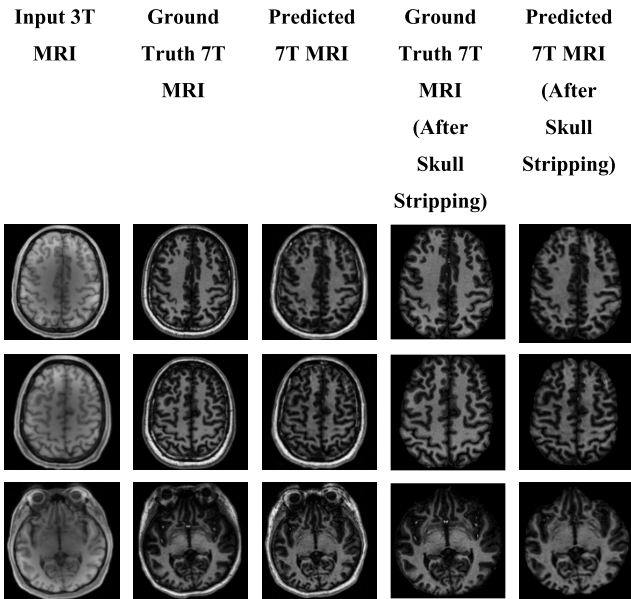 Input 3T
MRI
Ground
Truth 7T
MRI
Predicted
7T MRI
Ground
Truth 7T
MRI
(After
Skull
Stripping)
Predicted
7T MRI
(After
Skull
Stripping)